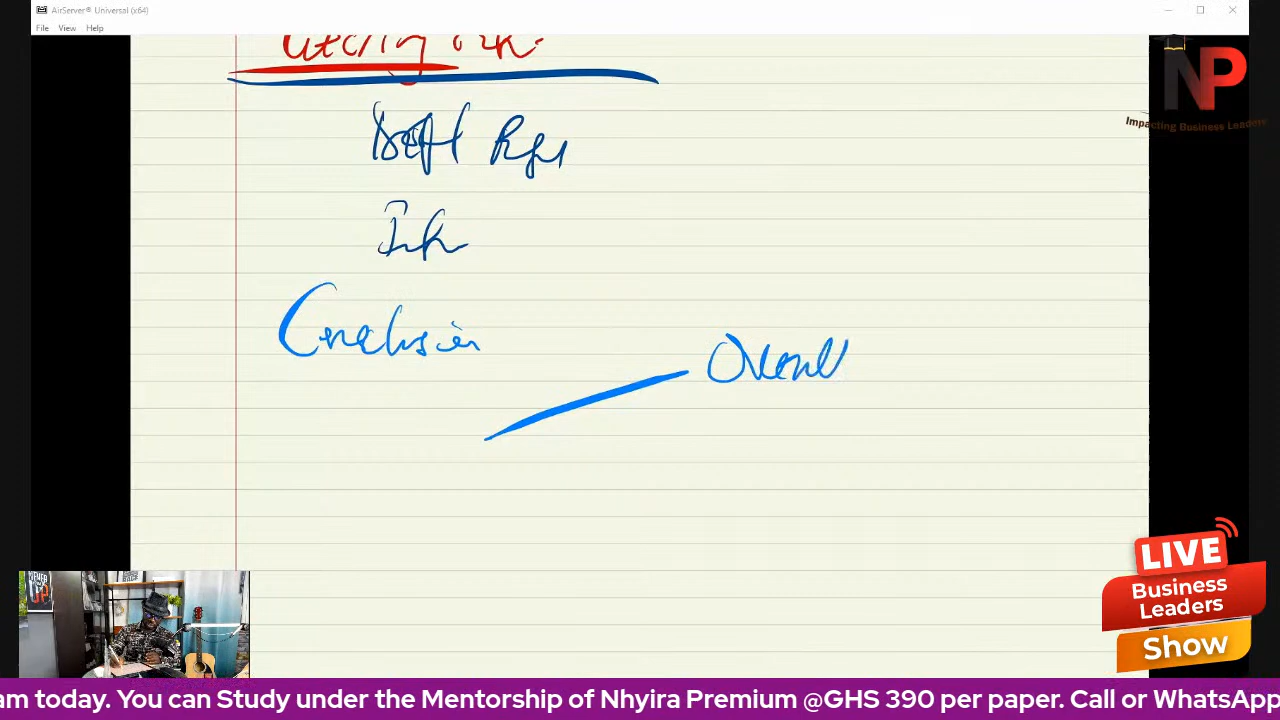 AirServer® Universal (x64)
File View Help
NP
Impacting Business Leaders
Conclusion
Overall
LIVE
Business
Leaders
Show
am today. You can Study under the Mentorship of Nhyira Premium @GHS 390 per paper. Call or WhatsApp